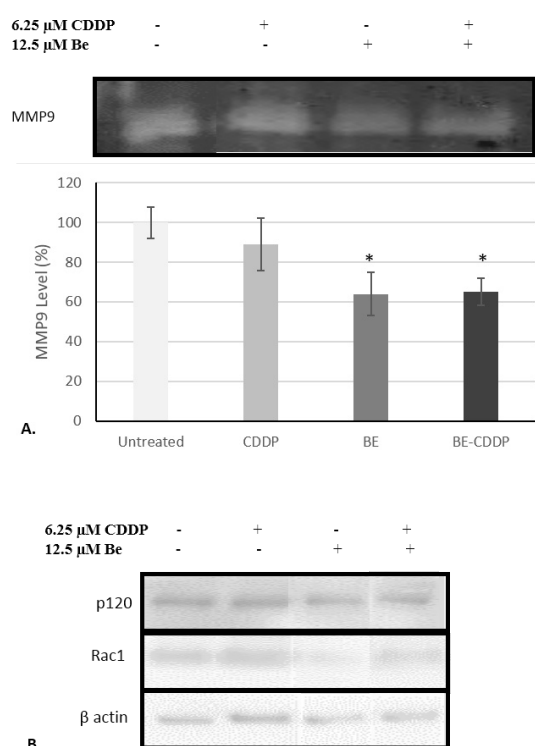 6.25 µM CDDP - + - +
12.5 µM Be - - + +
MMP9
120
100
80
60
40
20
0
MMP9 Level (%)
* *
A.
Untreated CDDP BE BE-CDDP
6.25 µM CDDP - + - +
12.5 µM Be - - + +
p120
Rac1
β actin
B